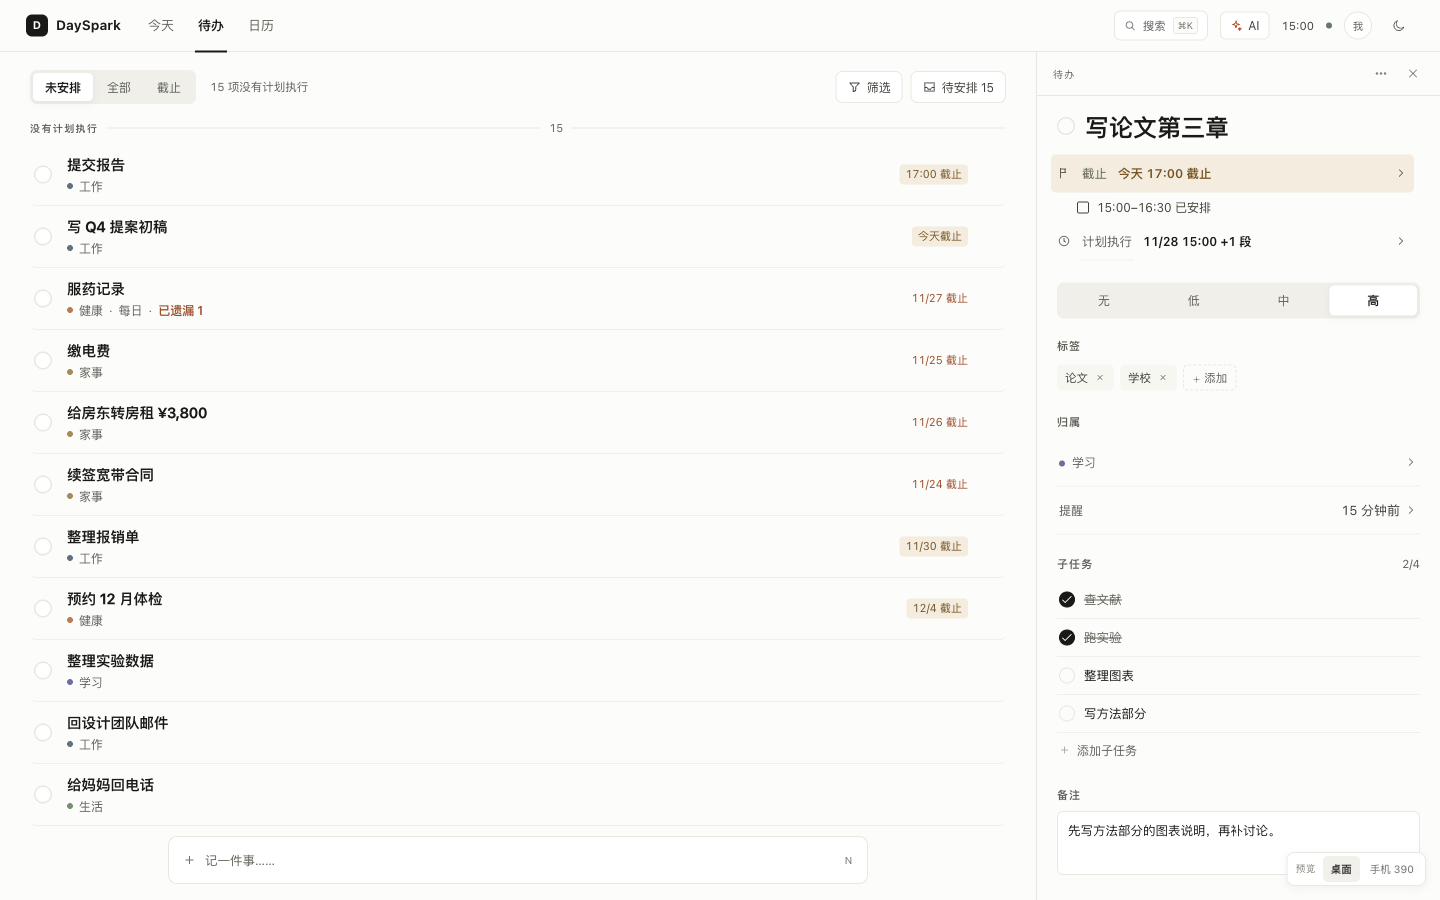 D DaySpark 今天 待办 日历 搜索 ⌘K AI 15:00 我
未安排 全部 截止 15 项没有计划执行 筛选 待安排 15
没有计划执行 15
提交报告
工作
17:00 截止
写 Q4 提案初稿
工作
今天截止
服药记录
健康 · 每日 · 已遗漏 1
11/27 截止
缴电费
家事
11/25 截止
给房东转房租 ¥3,800
家事
11/26 截止
续签宽带合同
家事
11/24 截止
整理报销单
工作
11/30 截止
预约 12 月体检
健康
12/4 截止
整理实验数据
学习
回设计团队邮件
工作
给妈妈回电话
生活
+ 记一件事…… N
待办
写论文第三章
截止 今天 17:00 截止
15:00–16:30 已安排
计划执行 11/28 15:00 +1 段
无 低 中 高
标签
论文 × 学校 × + 添加
归属
学习
提醒 15 分钟前
子任务 2/4
查文献
跑实验
整理图表
写方法部分
+ 添加子任务
备注
先写方法部分的图表说明，再补讨论。
预览 桌面 手机 390